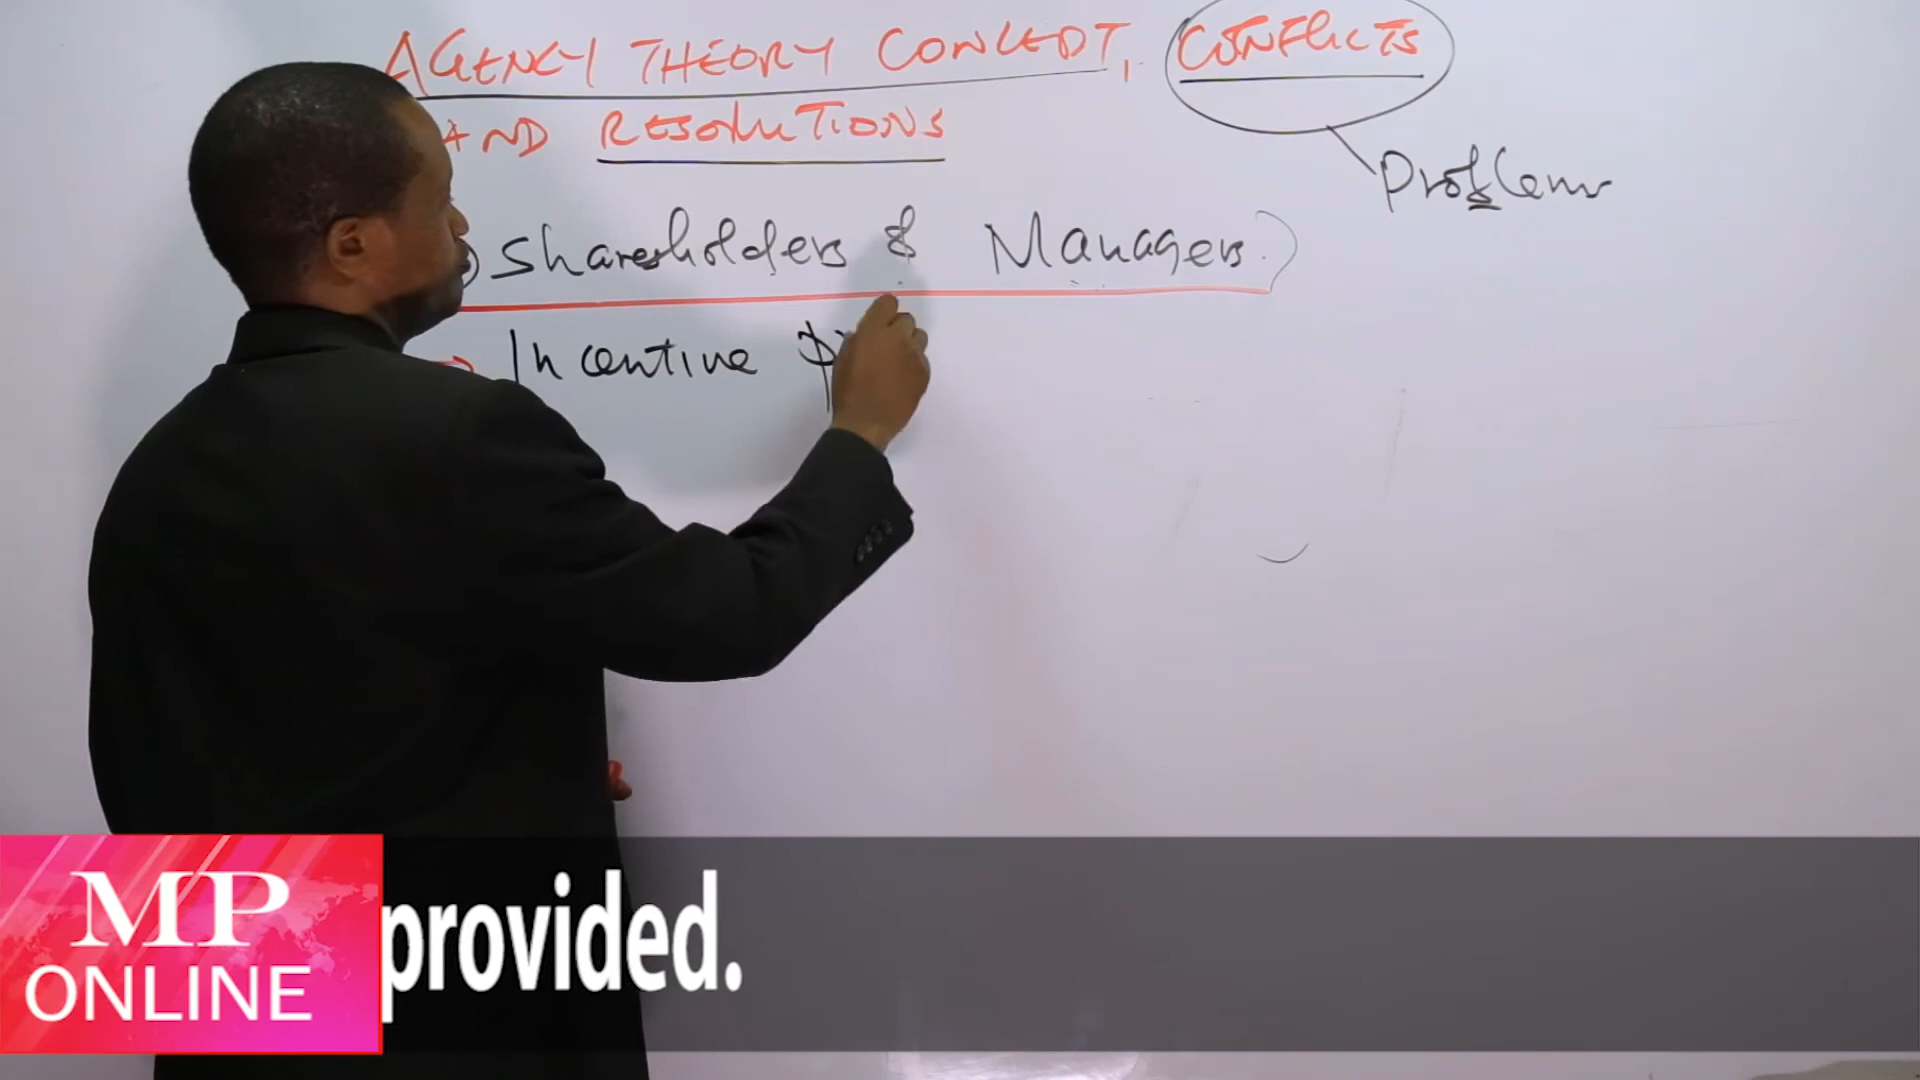 AGENCY THEORY CONCEPT, CONFLICTS
AND RESOLUTIONS
Problem
Shareholders & Managers.
Incentive
MP
ONLINE
provided.